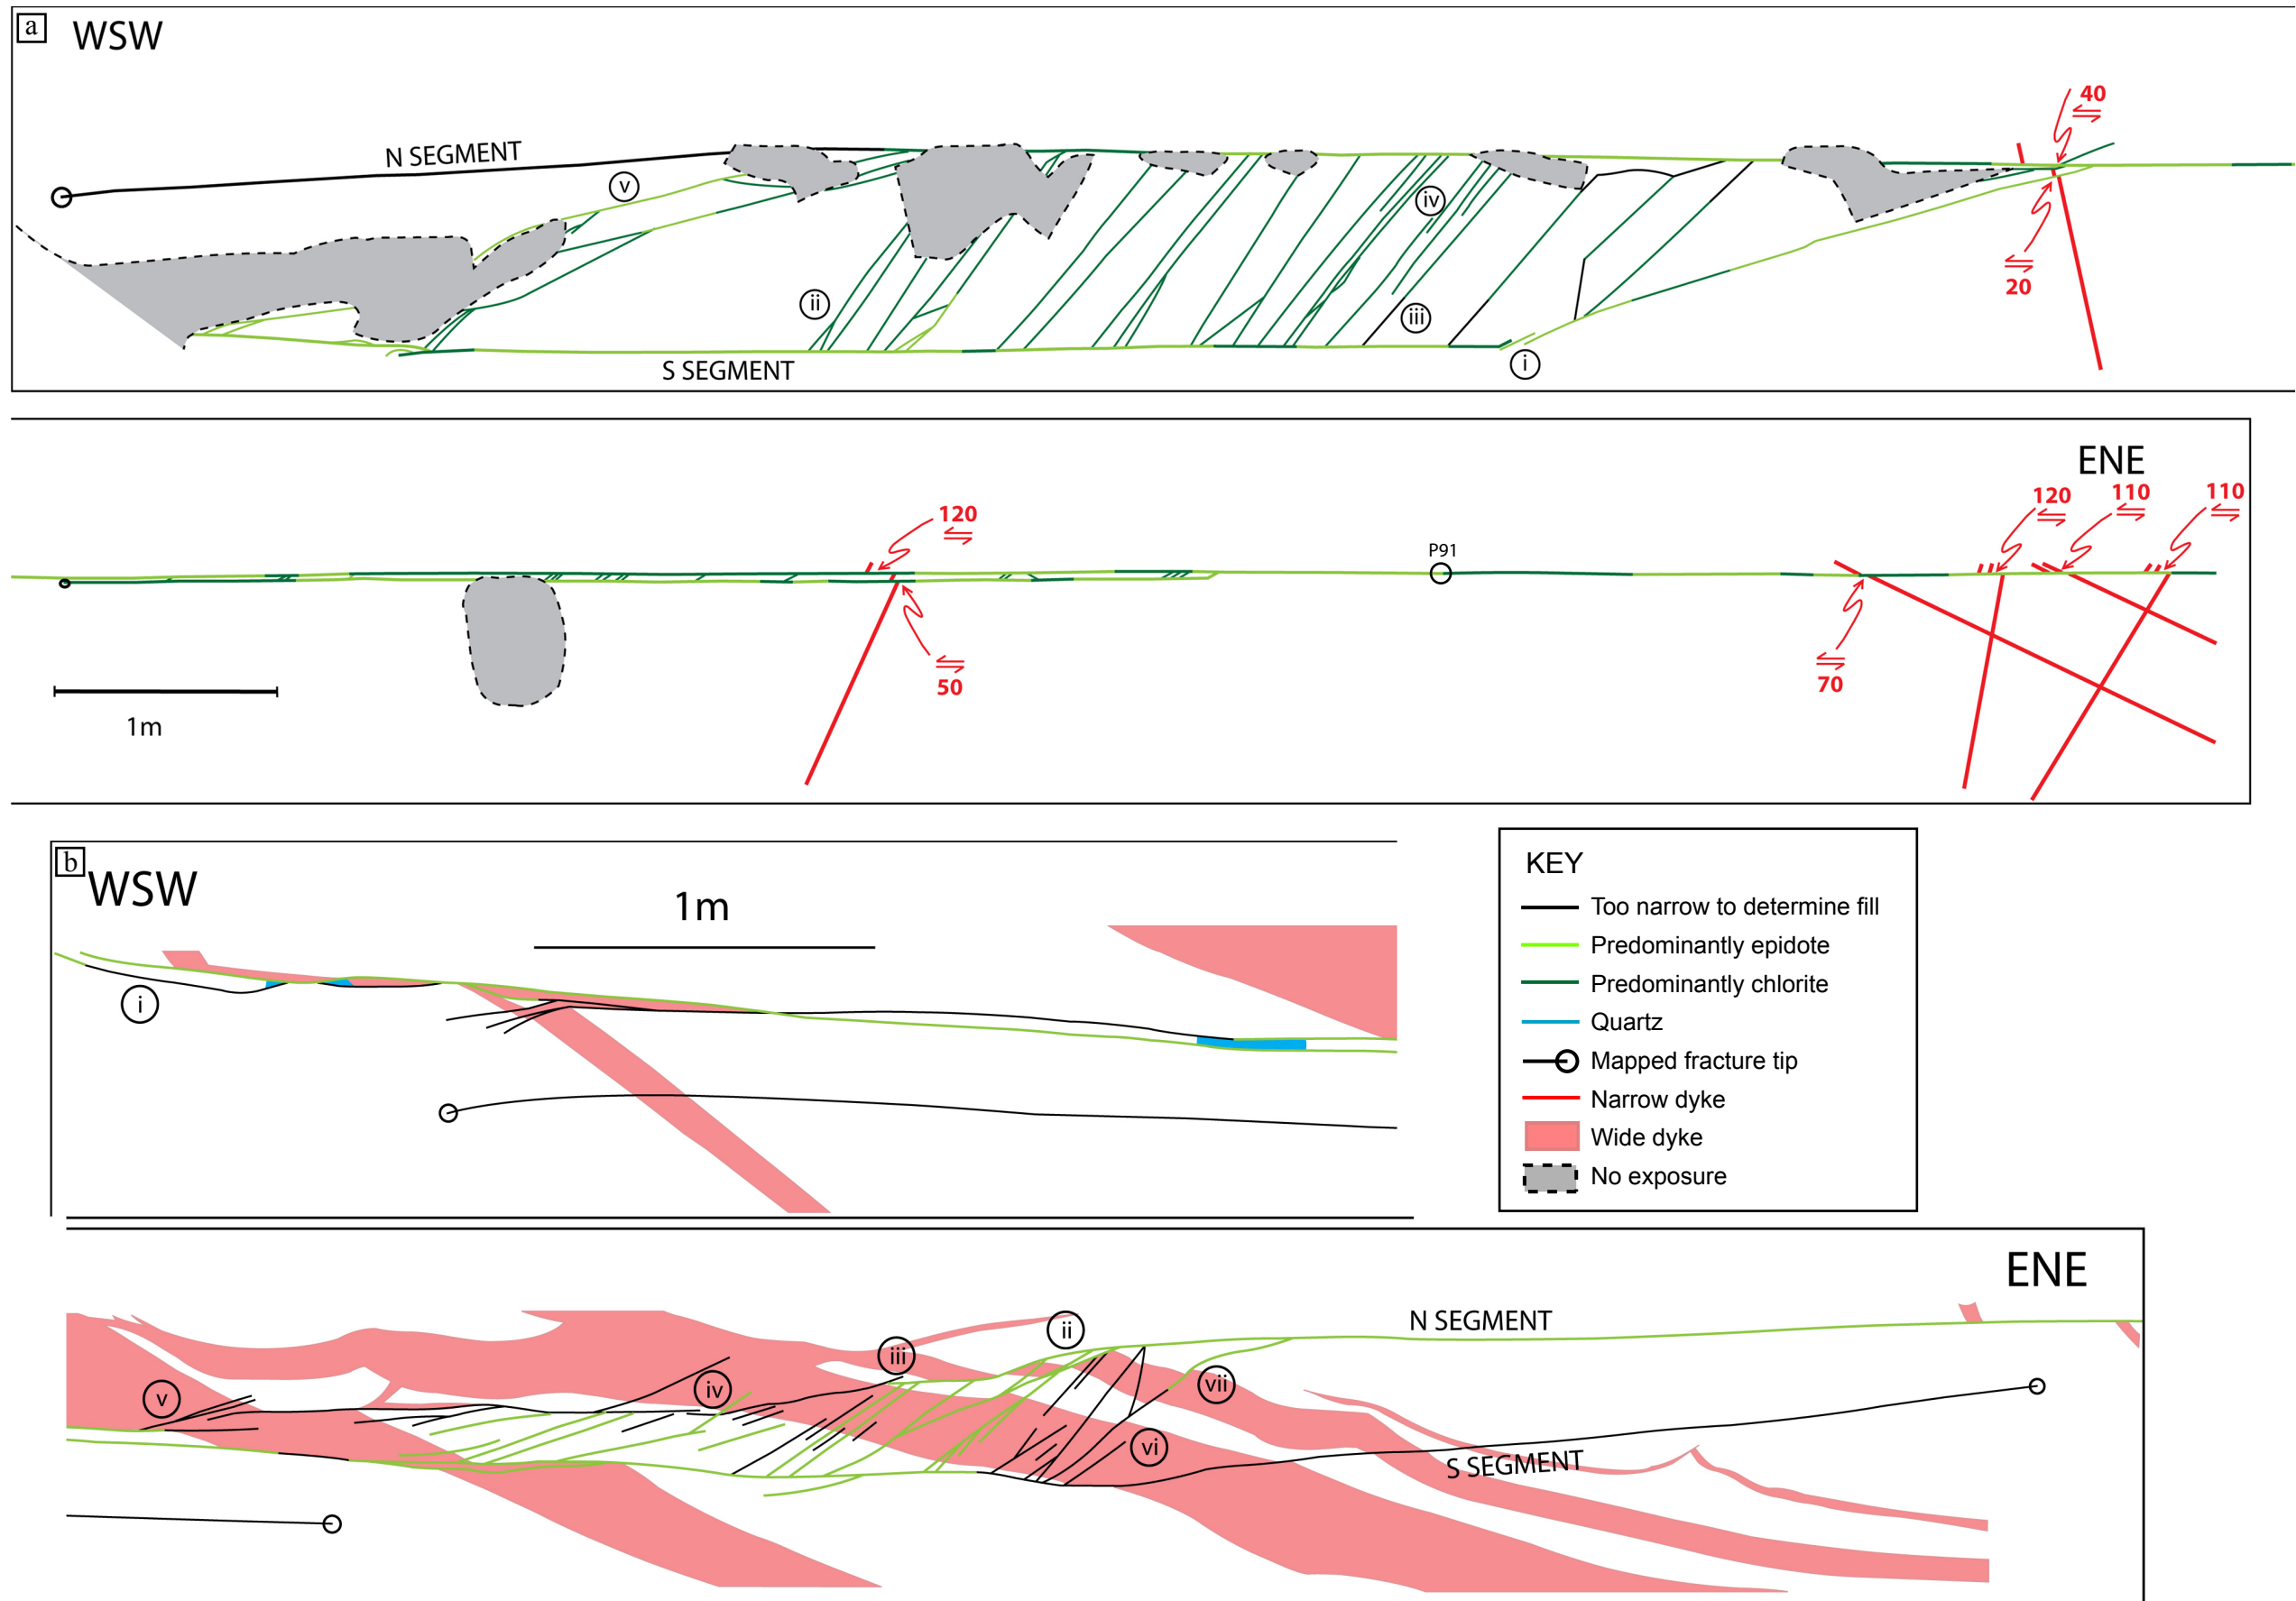 a WSW
40
N SEGMENT
v
iv
20
ii
iii
i
S SEGMENT
ENE
120 110 110
120
P91
50
70
1m
b WSW
1m
i
KEY
Too narrow to determine fill
Predominantly epidote
Predominantly chlorite
Quartz
Mapped fracture tip
Narrow dyke
Wide dyke
No exposure
ENE
N SEGMENT
ii
iii
v
iv
vii
vi
S SEGMENT